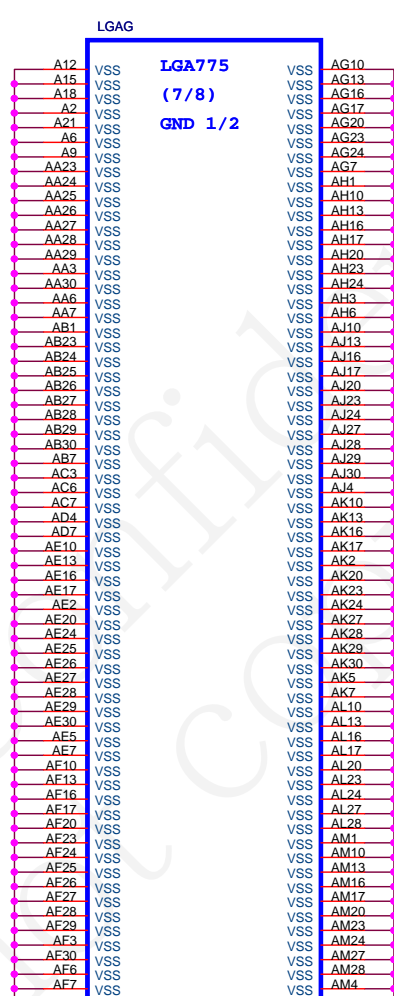 LGAG
A12 VSS LGA775 VSS AG10
A15 VSS VSS AG13
A18 VSS (7/8) VSS AG16
A2 VSS VSS AG17
A21 VSS GND 1/2 VSS AG20
A6 VSS VSS AG23
A9 VSS VSS AG24
AA23 VSS VSS AG7
AA24 VSS VSS AH1
AA25 VSS VSS AH10
AA26 VSS VSS AH13
AA27 VSS VSS AH16
AA28 VSS VSS AH17
AA29 VSS VSS AH20
AA3 VSS VSS AH23
AA30 VSS VSS AH24
AA6 VSS VSS AH3
AA7 VSS VSS AH6
AB1 VSS VSS AJ10
AB23 VSS VSS AJ13
AB24 VSS VSS AJ16
AB25 VSS VSS AJ17
AB26 VSS VSS AJ20
AB27 VSS VSS AJ23
AB28 VSS VSS AJ24
AB29 VSS VSS AJ27
AB30 VSS VSS AJ28
AB7 VSS VSS AJ29
AC3 VSS VSS AJ30
AC6 VSS VSS AJ4
AC7 VSS VSS AK10
AD4 VSS VSS AK13
AD7 VSS VSS AK16
AE10 VSS VSS AK17
AE13 VSS VSS AK2
AE16 VSS VSS AK20
AE17 VSS VSS AK23
AE2 VSS VSS AK24
AE20 VSS VSS AK27
AE24 VSS VSS AK28
AE25 VSS VSS AK29
AE26 VSS VSS AK30
AE27 VSS VSS AK5
AE28 VSS VSS AK7
AE29 VSS VSS AL10
AE30 VSS VSS AL13
AE5 VSS VSS AL16
AE7 VSS VSS AL17
AF10 VSS VSS AL20
AF13 VSS VSS AL23
AF16 VSS VSS AL24
AF17 VSS VSS AL27
AF20 VSS VSS AL28
AF23 VSS VSS AM1
AF24 VSS VSS AM10
AF25 VSS VSS AM13
AF26 VSS VSS AM16
AF27 VSS VSS AM17
AF28 VSS VSS AM20
AF29 VSS VSS AM23
AF3 VSS VSS AM24
AF30 VSS VSS AM27
AF6 VSS VSS AM28
AF7 VSS VSS AM4